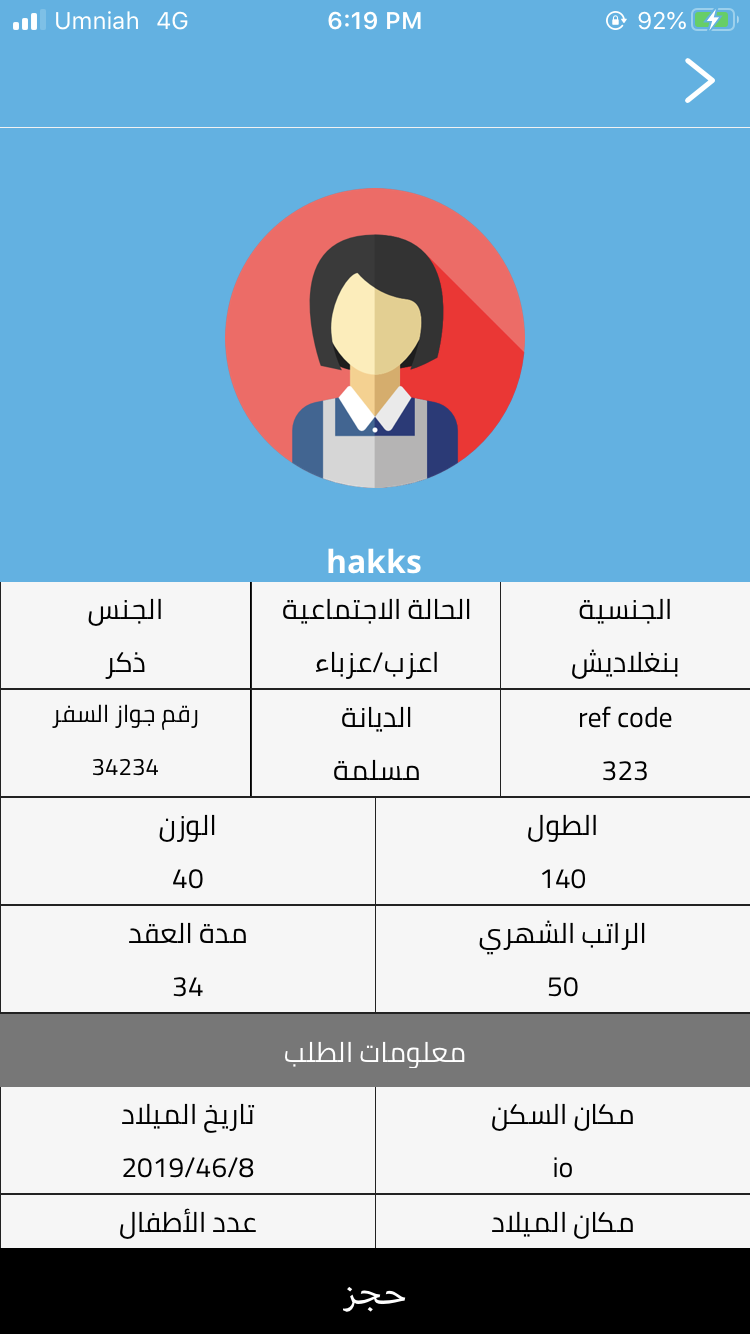 Umniah 4G 6:19 PM 92%
hakks
الجنسية
بنغلاديش
الحالة الاجتماعية
اعزب/عزباء
الجنس
ذكر
ref code
323
الديانة
مسلمة
رقم جواز السفر
34234
الطول
140
الوزن
40
الراتب الشهري
50
مدة العقد
34
معلومات الطلب
مكان السكن
io
تاريخ الميلاد
2019/46/8
مكان الميلاد
عدد الأطفال
حجز